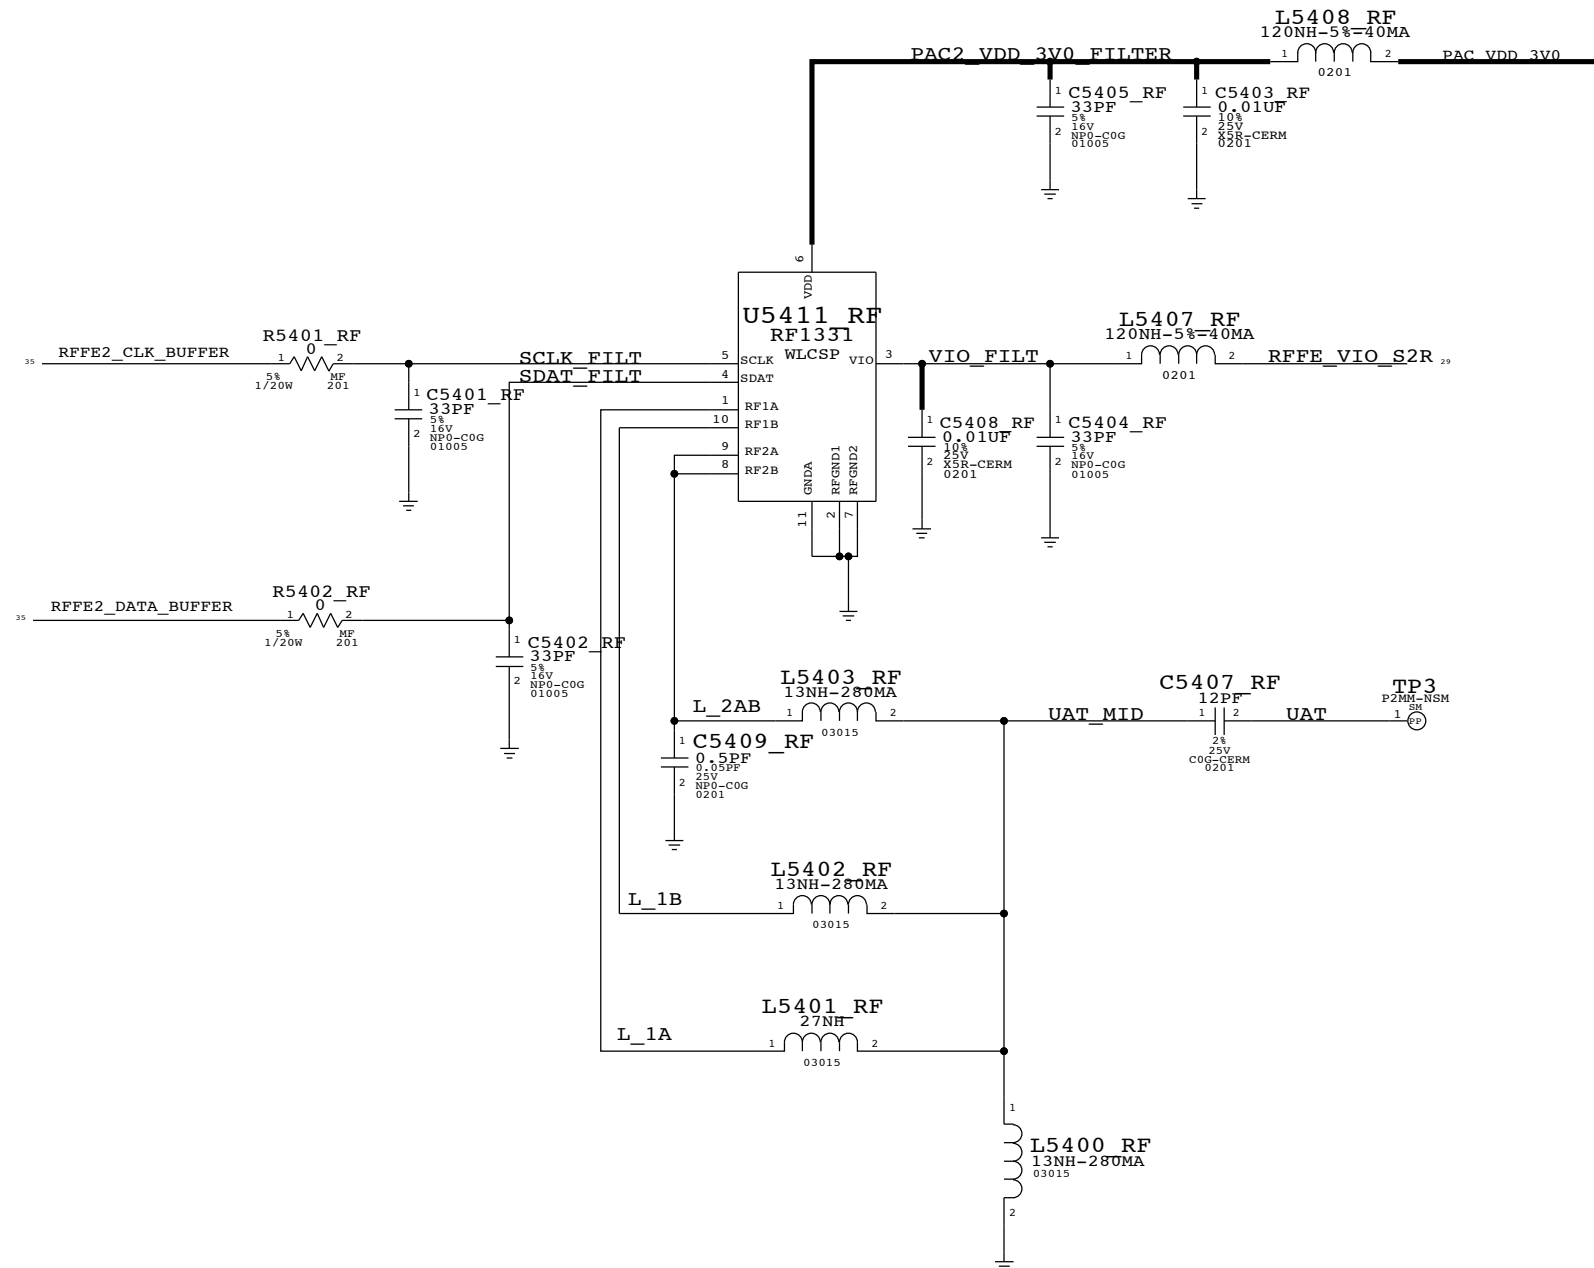 L5408_RF
120NH-5%-40MA
PAC2_VDD_3V0_FILTER
1
2
PAC_VDD_3V0
0201
1
C5405_RF
33PF
5%
16V
2
NP0-C0G
01005
1
C5403_RF
0.01UF
10%
25V
2
X5R-CERM
0201
6
VDD
U5411_RF
RF1331
WLCSP
5
SCLK
4
SDAT
1
RF1A
10
RF1B
9
RF2A
8
RF2B
VIO
3
GNDA
RFGND1
RFGND2
11
2
7
35
RFFE2_CLK_BUFFER
R5401_RF
0
1
2
5%
1/20W
MF
201
SCLK_FILT
SDAT_FILT
1
C5401_RF
33PF
5%
16V
2
NP0-C0G
01005
VIO_FILT
L5407_RF
120NH-5%-40MA
1
2
0201
RFFE_VIO_S2R
29
1
C5408_RF
0.01UF
10%
25V
2
X5R-CERM
0201
1
C5404_RF
33PF
5%
16V
2
NP0-C0G
01005
35
RFFE2_DATA_BUFFER
R5402_RF
0
1
2
5%
1/20W
MF
201
1
C5402_RF
33PF
5%
16V
2
NP0-C0G
01005
L_2AB
L5403_RF
13NH-280MA
1
2
03015
UAT_MID
C5407_RF
12PF
1
2
2%
25V
C0G-CERM
0201
UAT
TP3
P2MM-NSM
SM
1
PP
1
C5409_RF
0.5PF
0.05PF
25V
2
NP0-C0G
0201
L_1B
L5402_RF
13NH-280MA
1
2
03015
L_1A
L5401_RF
27NH
1
2
03015
1
L5400_RF
13NH-280MA
03015
2